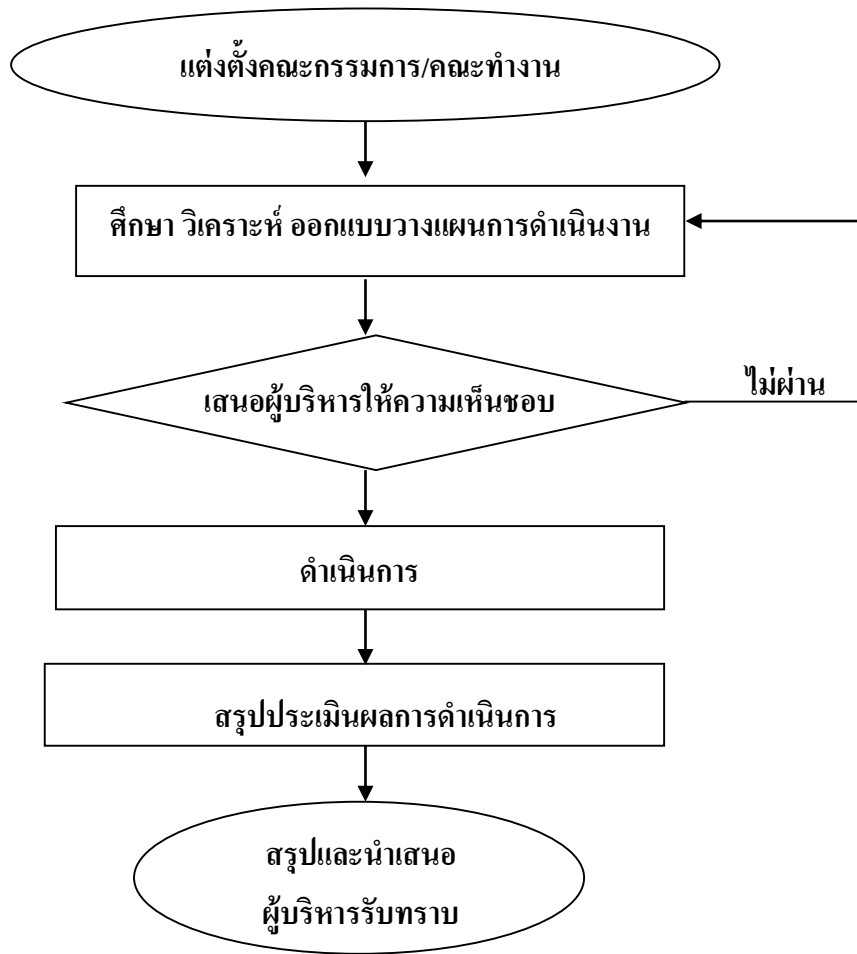 แต่งตั้งคณะกรรมการ/คณะทำงาน
ศึกษา วิเคราะห์ ออกแบบวางแผนการดำเนินงาน
เสนอผู้บริหารให้ความเห็นชอบ
ไม่ผ่าน
ดำเนินการ
สรุปประเมินผลการดำเนินการ
สรุปและนำเสนอ
ผู้บริหารรับทราบ